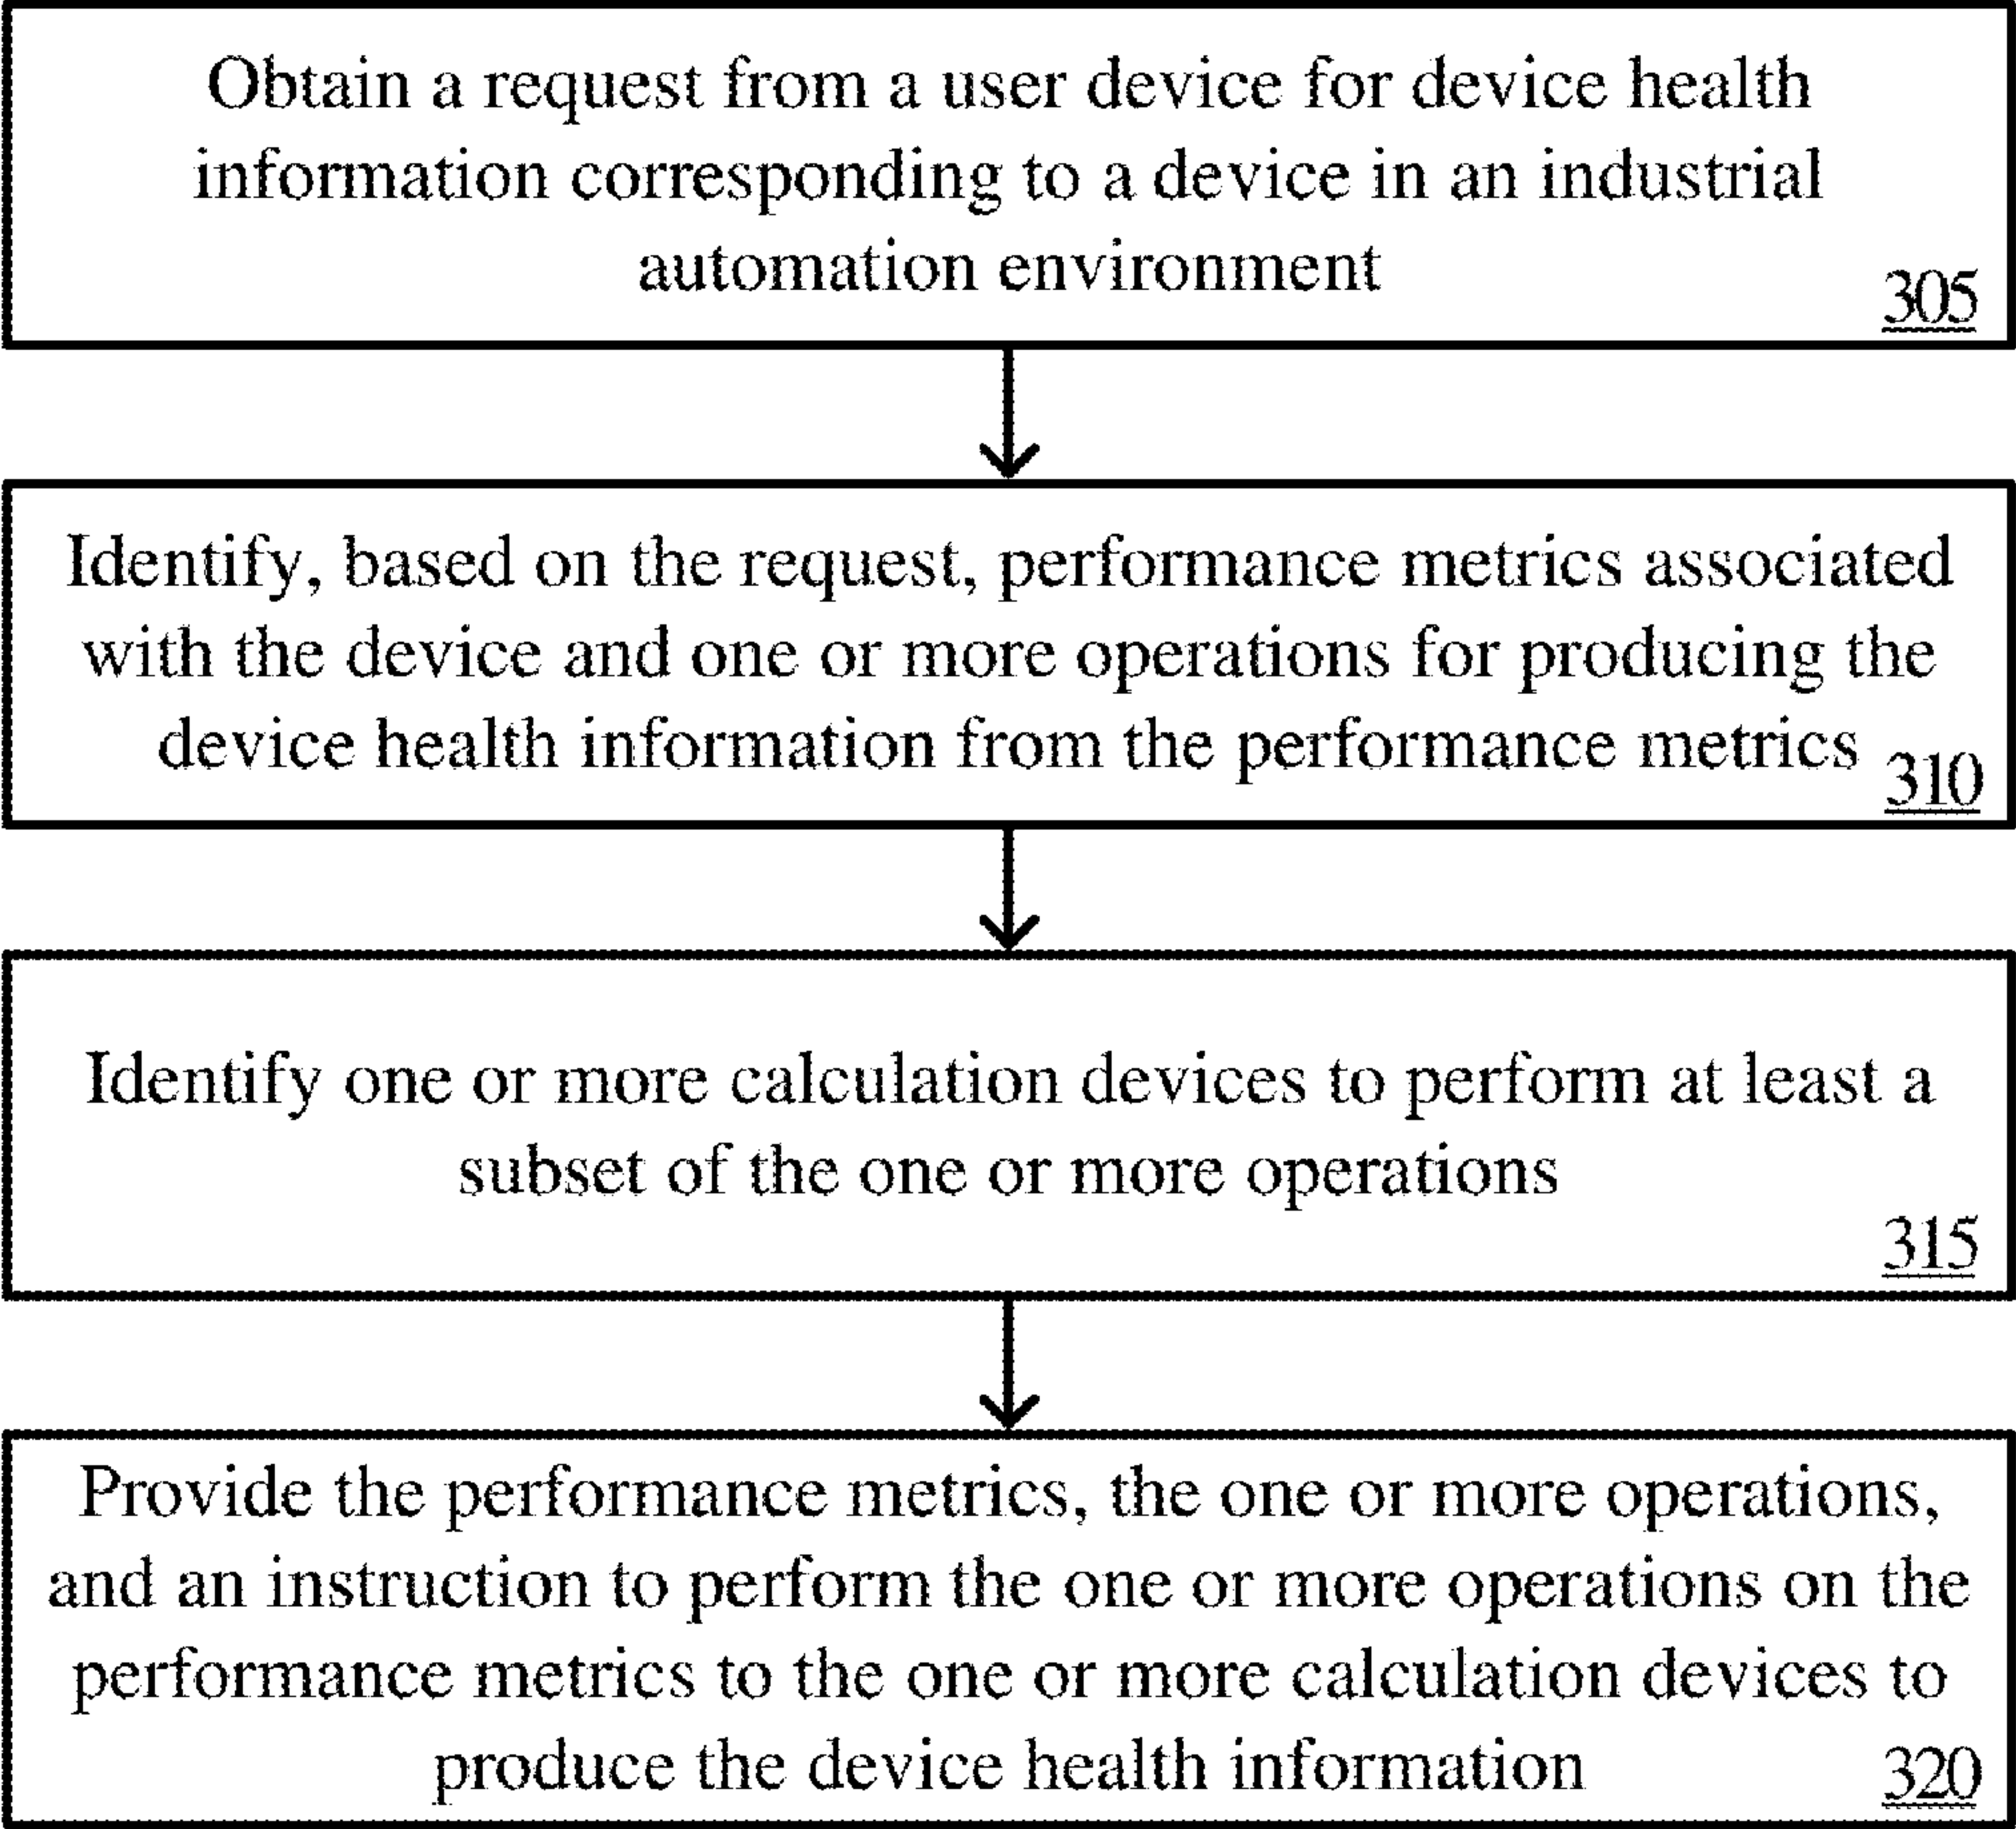 Obtain a request from a user device for device health
information corresponding to a device in an industrial
automation environment
305
Identify, based on the request, performance metrics associated
with the device and one or more operations for producing the
device health information from the performance metrics
310
Identify one or more calculation devices to perform at least a
subset of the one or more operations
315
Provide the performance metrics, the one or more operations,
and an instruction to perform the one or more operations on the
performance metrics to the one or more calculation devices to
produce the device health information
320